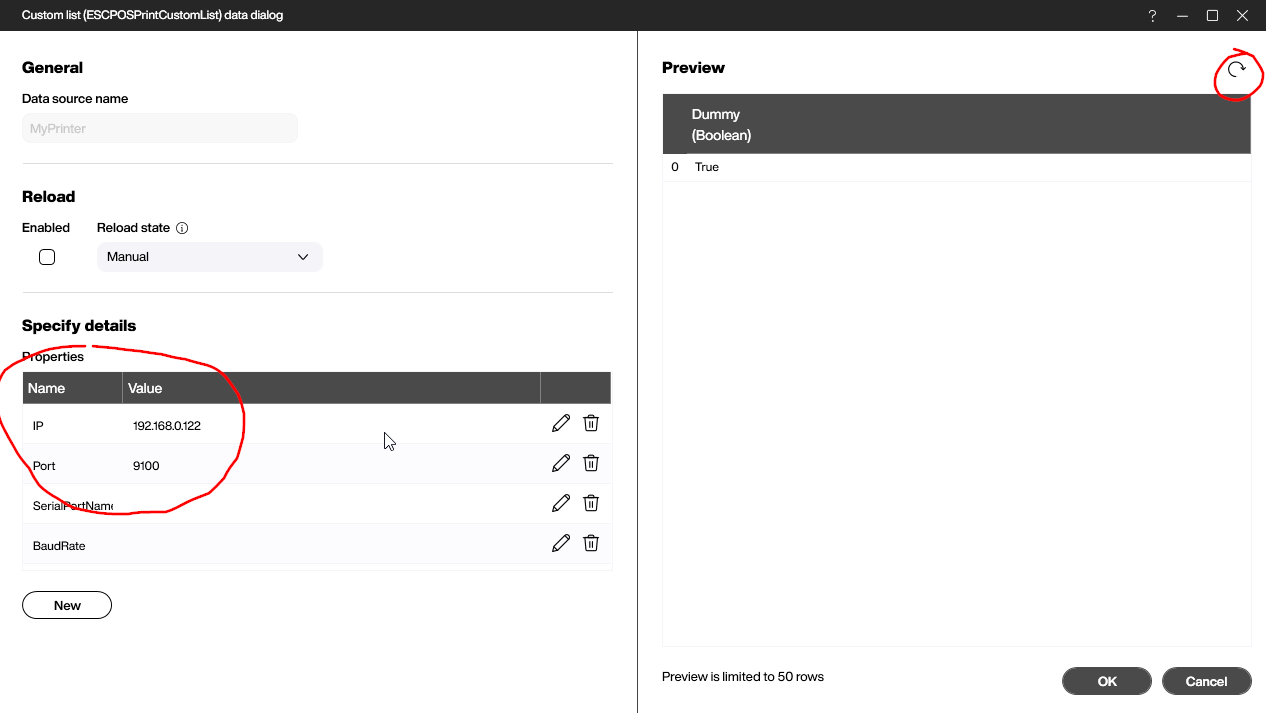 Custom list (ESCPOSPrintCustomList) data dialog
?
General
Data source name
MyPrinter
Reload
Enabled
Reload state
Manual
Specify details
Properties
Name Value
IP 192.168.0.122
Port 9100
SerialPortName
BaudRate
New
Preview
Dummy
(Boolean)
0 True
Preview is limited to 50 rows
OK
Cancel